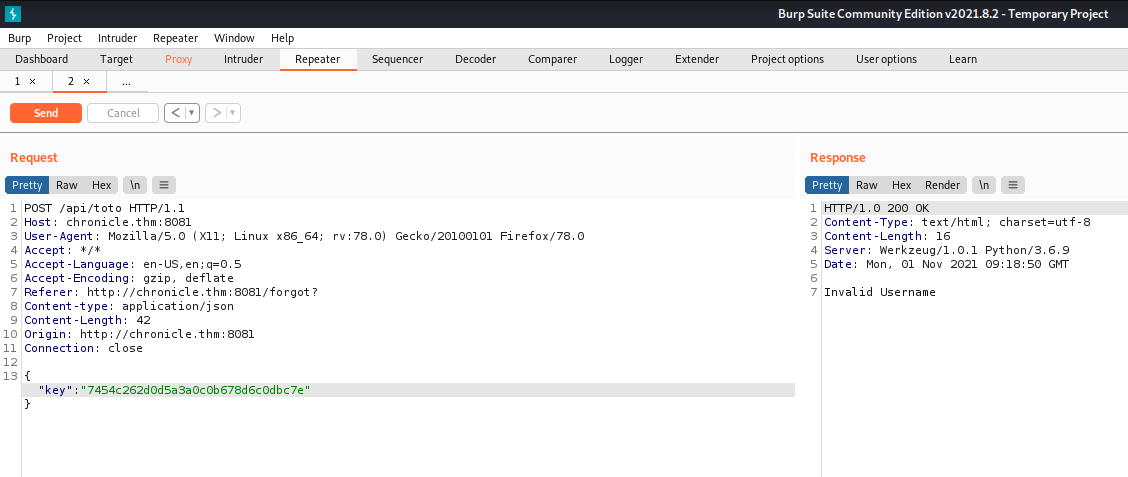 Burp Suite Community Edition v2021.8.2 - Temporary Project
Burp Project Intruder Repeater Window Help
Dashboard Target Proxy Intruder Repeater Sequencer Decoder Comparer Logger Extender Project options User options Learn
1 × 2 × ...
Send Cancel < ▼ > ▼
Request
Pretty Raw Hex \n ≡
1 POST /api/toto HTTP/1.1
2 Host: chronicle.thm:8081
3 User-Agent: Mozilla/5.0 (X11; Linux x86_64; rv:78.0) Gecko/20100101 Firefox/78.0
4 Accept: */*
5 Accept-Language: en-US,en;q=0.5
6 Accept-Encoding: gzip, deflate
7 Referer: http://chronicle.thm:8081/forgot?
8 Content-type: application/json
9 Content-Length: 42
10 Origin: http://chronicle.thm:8081
11 Connection: close
12
13 {
"key":"7454c262d0d5a3a0c0b678d6c0dbc7e"
}
Response
Pretty Raw Hex Render \n ≡
1 HTTP/1.0 200 OK
2 Content-Type: text/html; charset=utf-8
3 Content-Length: 16
4 Server: Werkzeug/1.0.1 Python/3.6.9
5 Date: Mon, 01 Nov 2021 09:18:50 GMT
6
7 Invalid Username